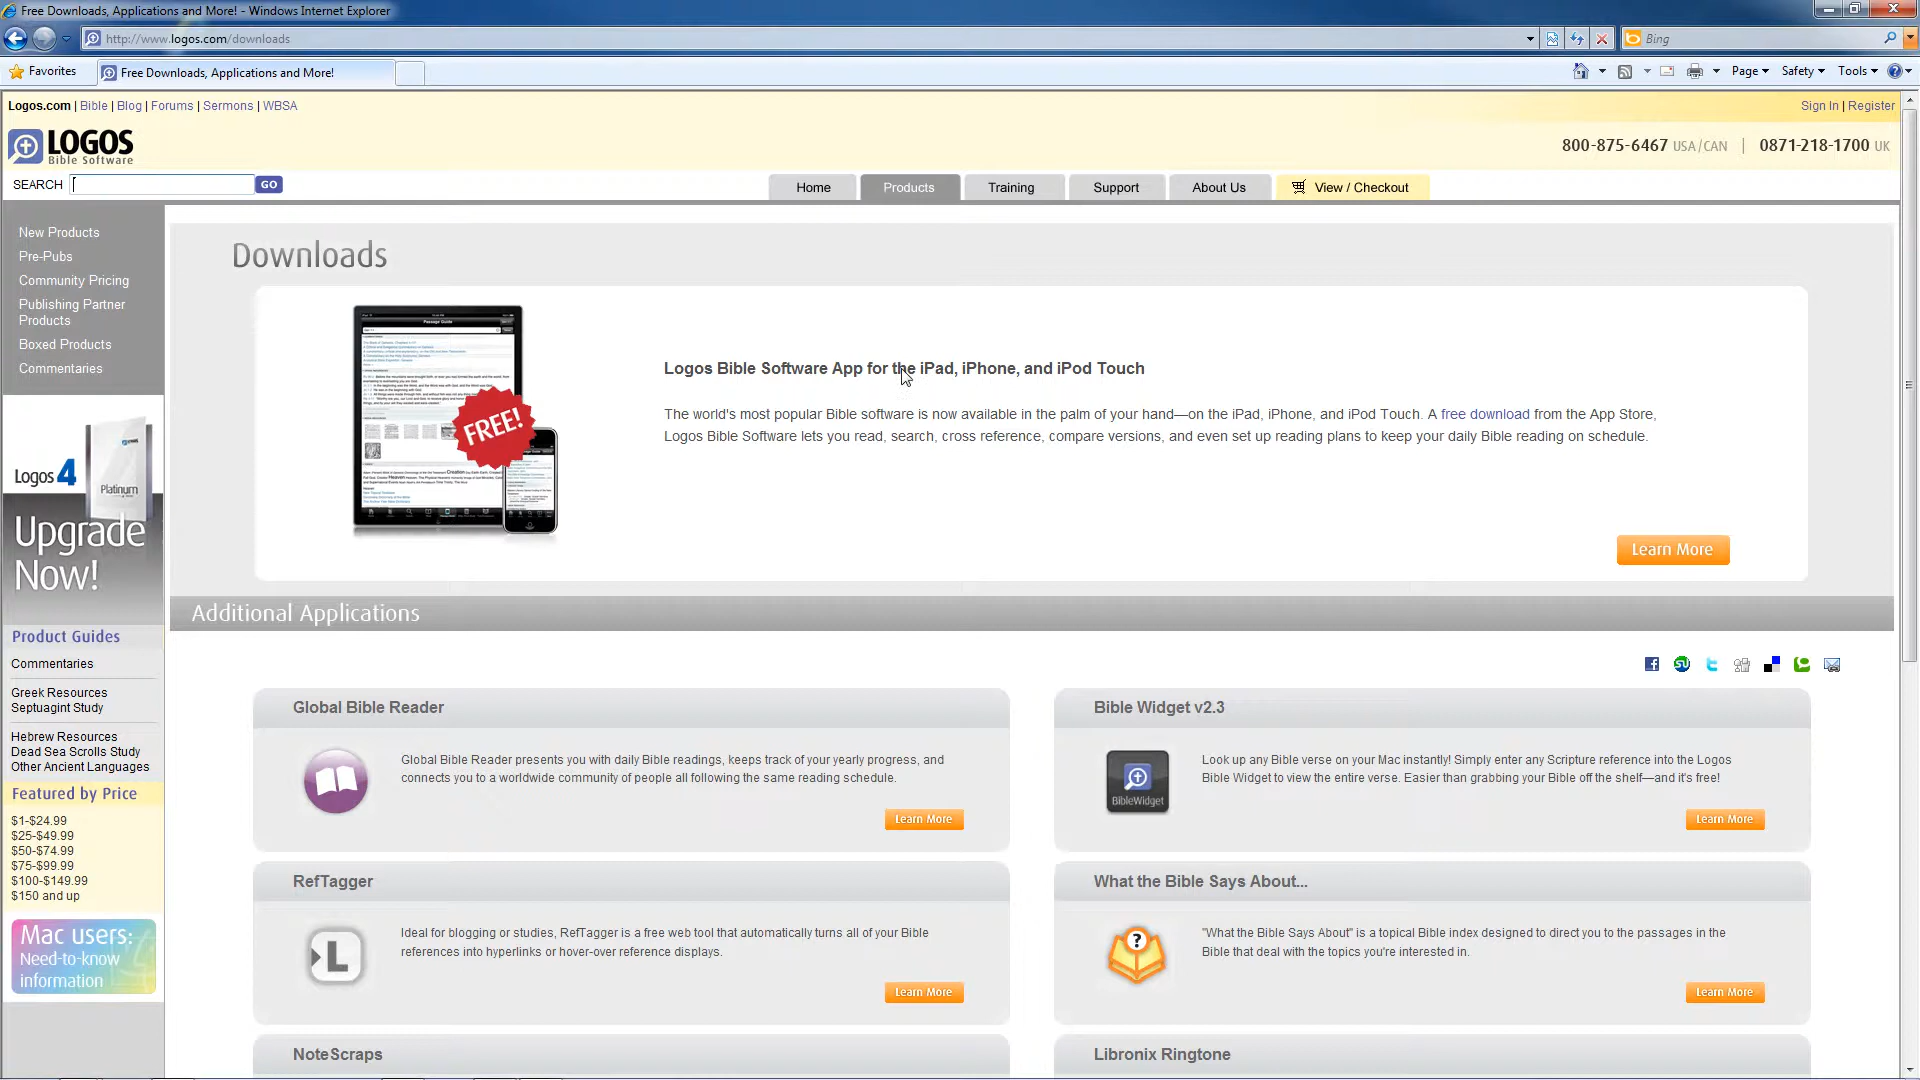 Free Downloads, Applications and More! - Windows Internet Explorer
http://www.logos.com/downloads
Bing
Favorites
Free Downloads, Applications and More!
Page
Safety
Tools
Logos.com | Bible | Blog | Forums | Sermons | WBSA
Sign In | Register
LOGOS
Bible Software
800-875-6467 USA/CAN | 0871-218-1700 UK
SEARCH
GO
Home
Products
Training
Support
About Us
View / Checkout
New Products
Pre-Pubs
Community Pricing
Publishing Partner
Products
Boxed Products
Commentaries
Logos 4
Platinum
Upgrade
Now!
Product Guides
Commentaries
Greek Resources
Septuagint Study
Hebrew Resources
Dead Sea Scrolls Study
Other Ancient Languages
Featured by Price
$1-$24.99
$25-$49.99
$50-$74.99
$75-$99.99
$100-$149.99
$150 and up
Mac users:
Need-to-know
information
Downloads
Passage Guide
FREE!
Logos Bible Software App for the iPad, iPhone, and iPod Touch
The world's most popular Bible software is now available in the palm of your hand—on the iPad, iPhone, and iPod Touch. A free download from the App Store,
Logos Bible Software lets you read, search, cross reference, compare versions, and even set up reading plans to keep your daily Bible reading on schedule.
Learn More
Additional Applications
Global Bible Reader
Global Bible Reader presents you with daily Bible readings, keeps track of your yearly progress, and
connects you to a worldwide community of people all following the same reading schedule.
Learn More
Bible Widget v2.3
BibleWidget
Look up any Bible verse on your Mac instantly! Simply enter any Scripture reference into the Logos
Bible Widget to view the entire verse. Easier than grabbing your Bible off the shelf—and it's free!
Learn More
RefTagger
L
Ideal for blogging or studies, RefTagger is a free web tool that automatically turns all of your Bible
references into hyperlinks or hover-over reference displays.
Learn More
What the Bible Says About...
?
"What the Bible Says About" is a topical Bible index designed to direct you to the passages in the
Bible that deal with the topics you're interested in.
Learn More
NoteScraps
Libronix Ringtone